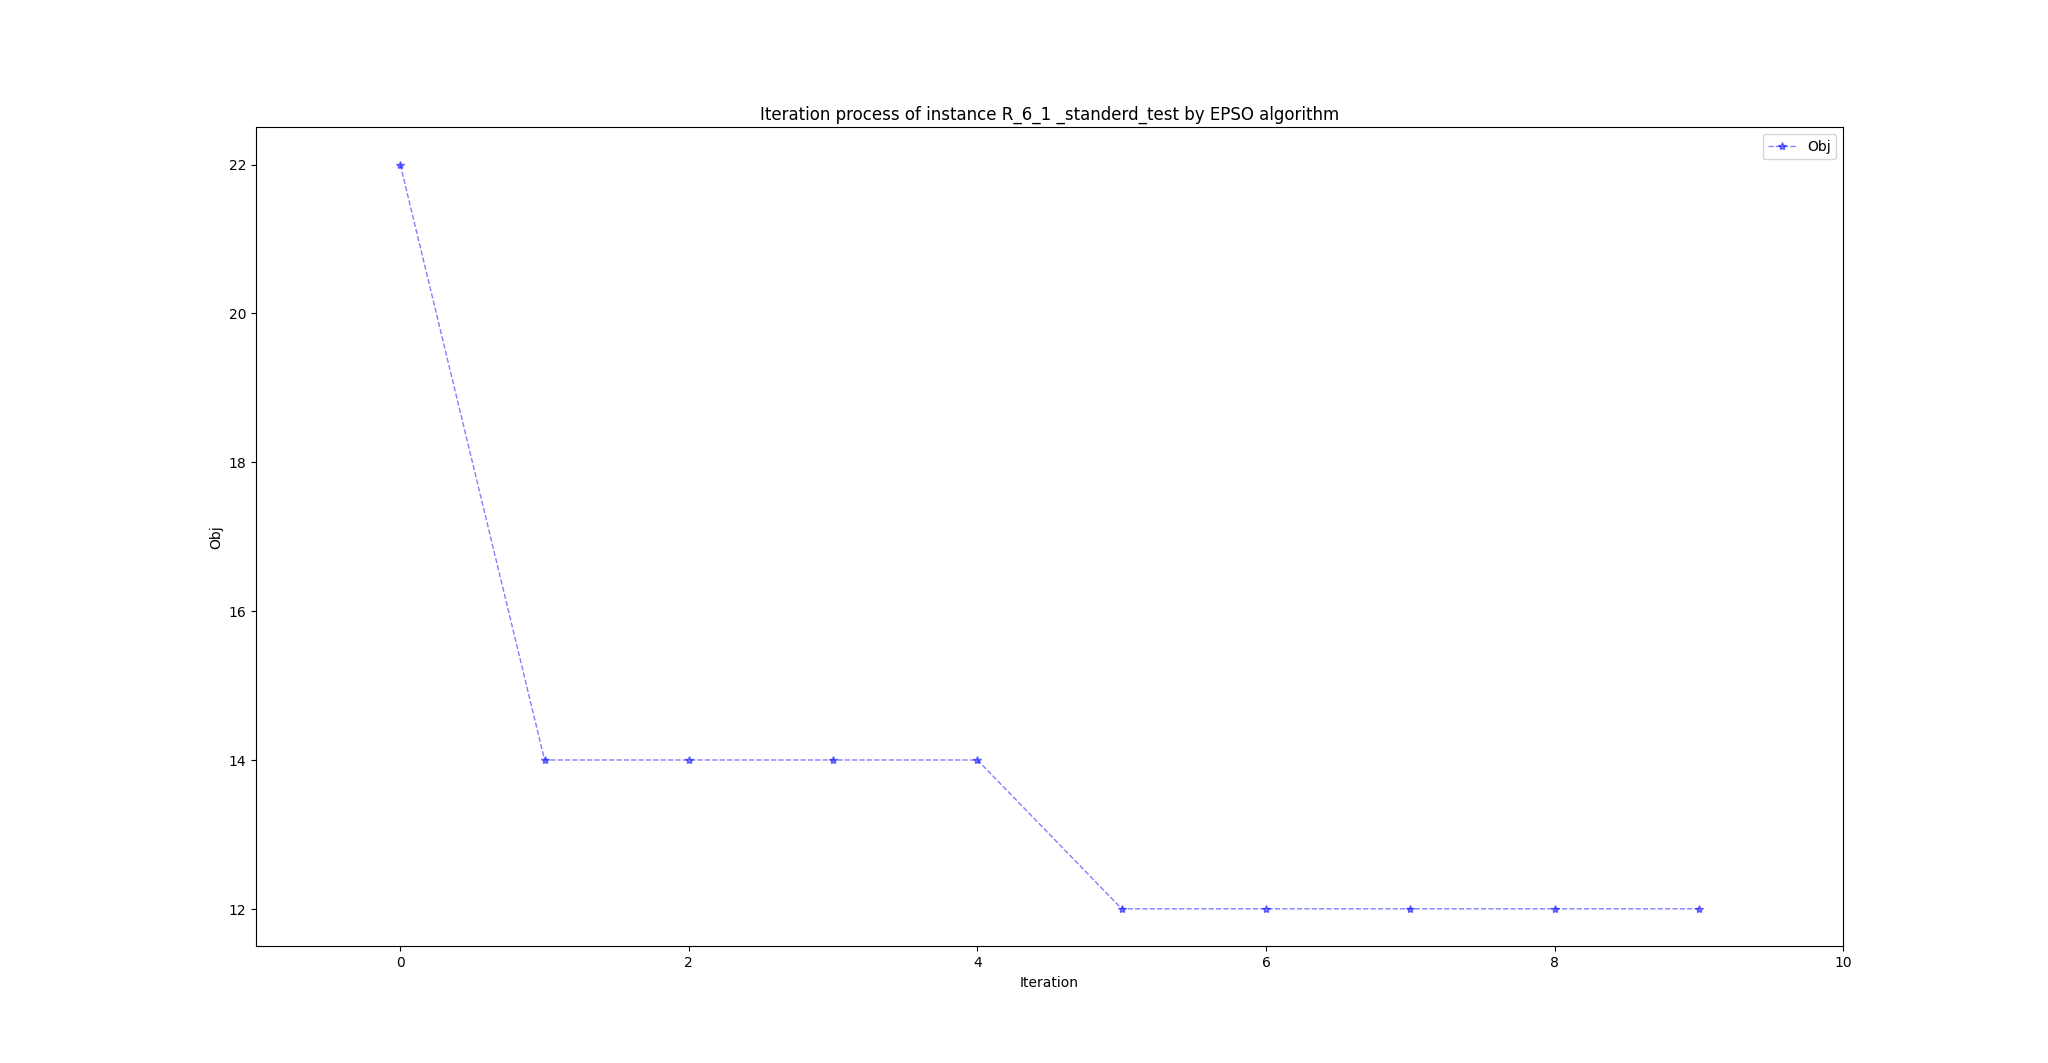 Iteration process of instance R_6_1 _standerd_test by EPSO algorithm
Obj
22
20
18
16
14
12
Obj
0 2 4 6 8 10
Iteration